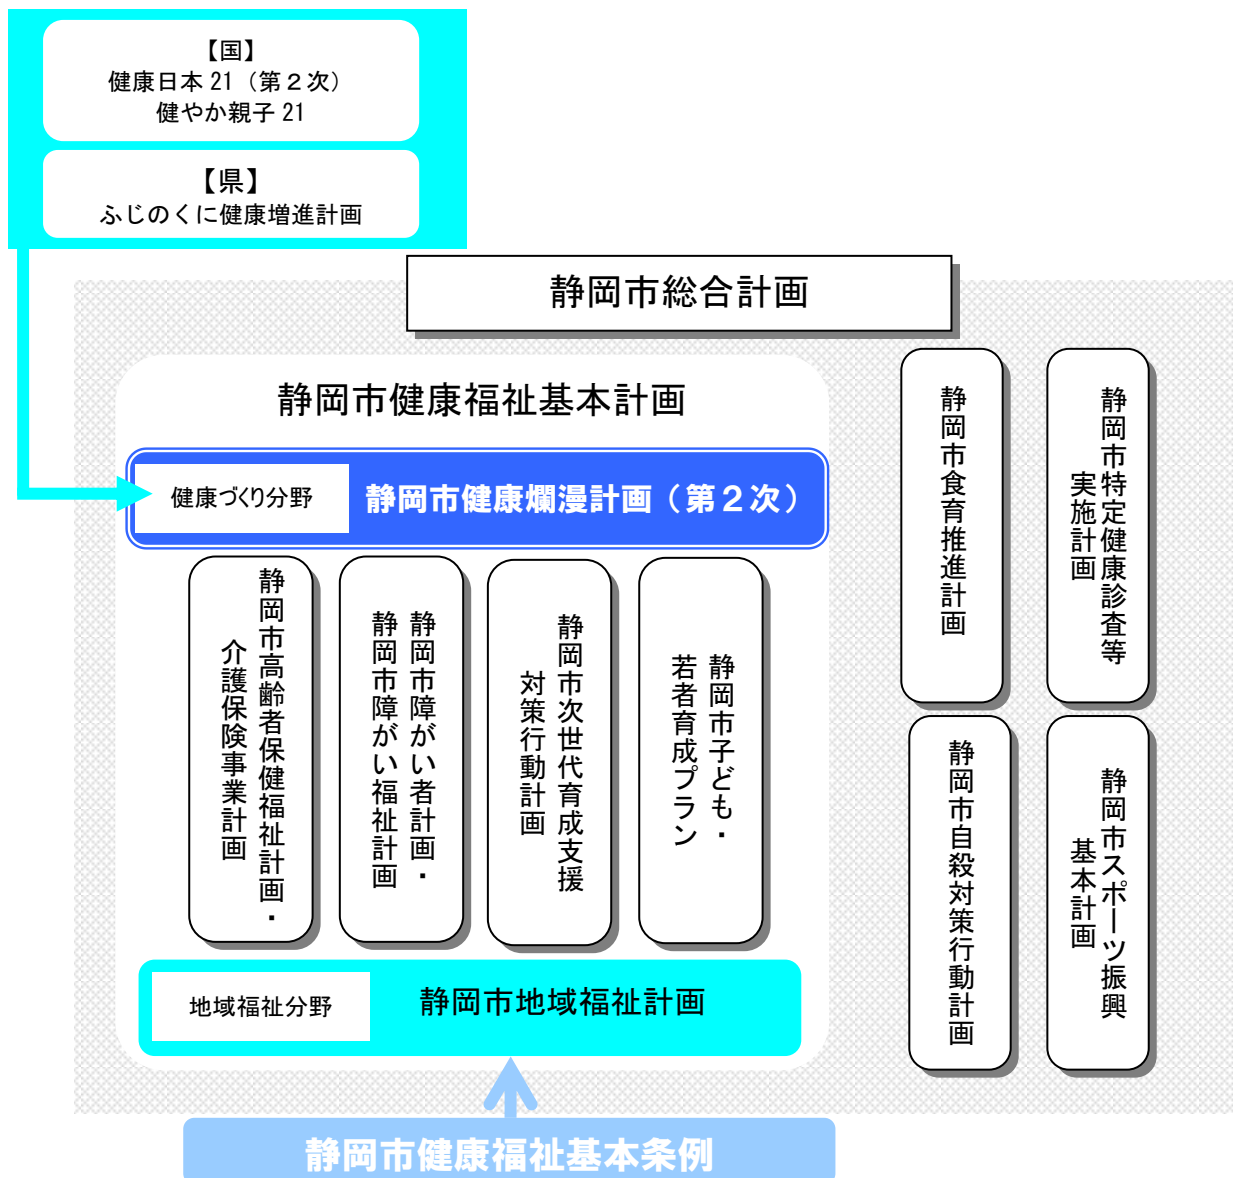 【国】
健康日本 21（第２次）
健やか親子 21
【県】
ふじのくに健康増進計画
静岡市総合計画
静岡市健康福祉基本計画
健康づくり分野
静岡市健康爛漫計画（第２次）
静岡市高齢者保健福祉計画・
介護保険事業計画
静岡市障がい者計画・
静岡市障がい福祉計画
静岡市次世代育成支援
対策行動計画
静岡市子ども・
若者育成プラン
地域福祉分野
静岡市地域福祉計画
静岡市食育推進計画
静岡市特定健康診査等
実施計画
静岡市自殺対策行動計画
静岡市スポーツ振興
基本計画
静岡市健康福祉基本条例